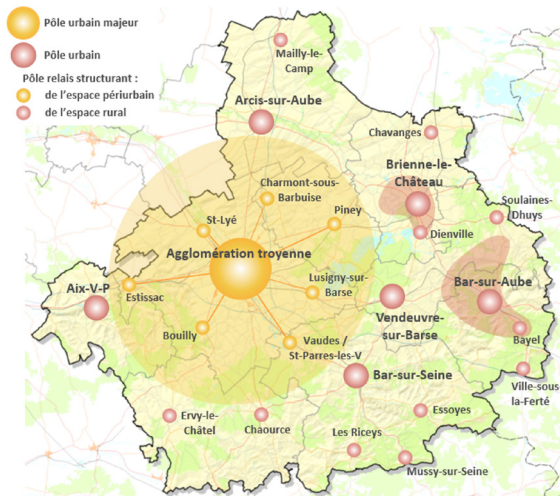 Pôle urbain majeur
Pôle urbain
Pôle relais structurant :
de l'espace périurbain
de l'espace rural
Mailly-le-
Camp
Arcis-sur-Aube
Chavanges
Charmont-sous-
Barbuise
Brienne-le-
Château
St-Lyé
Piney
Soulaines-
Dhuys
Dienville
Agglomération troyenne
Aix-V-P
Estissac
Lusigny-sur-
Barse
Bar-sur-Aube
Vendeuvre-
sur-Barse
Bouilly
Vaudes /
St-Parres-les-V
Bayel
Bar-sur-Seine
Ville-sous
la-Ferté
Ervy-le-
Châtel
Chaource
Essoyes
Les Riceys
Mussy-sur-Seine